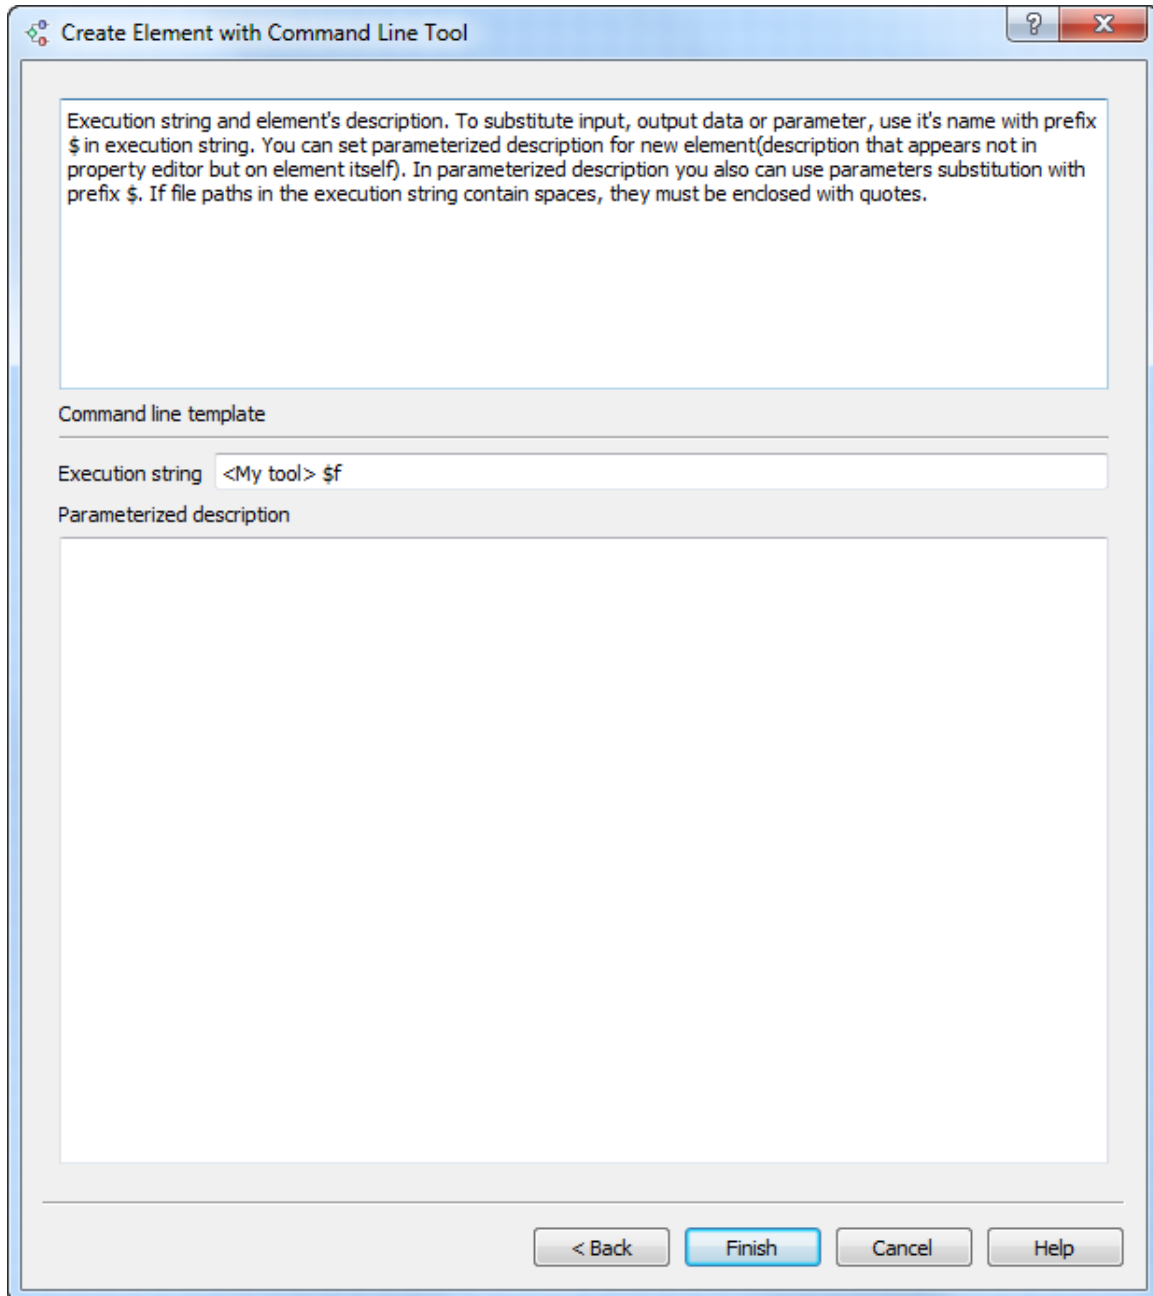 Create Element with Command Line Tool
Execution string and element's description. To substitute input, output data or parameter, use it's name with prefix
$ in execution string. You can set parameterized description for new element(description that appears not in
property editor but on element itself). In parameterized description you also can use parameters substitution with
prefix $. If file paths in the execution string contain spaces, they must be enclosed with quotes.
Command line template
Execution string <My tool> $f
Parameterized description
< Back Finish Cancel Help